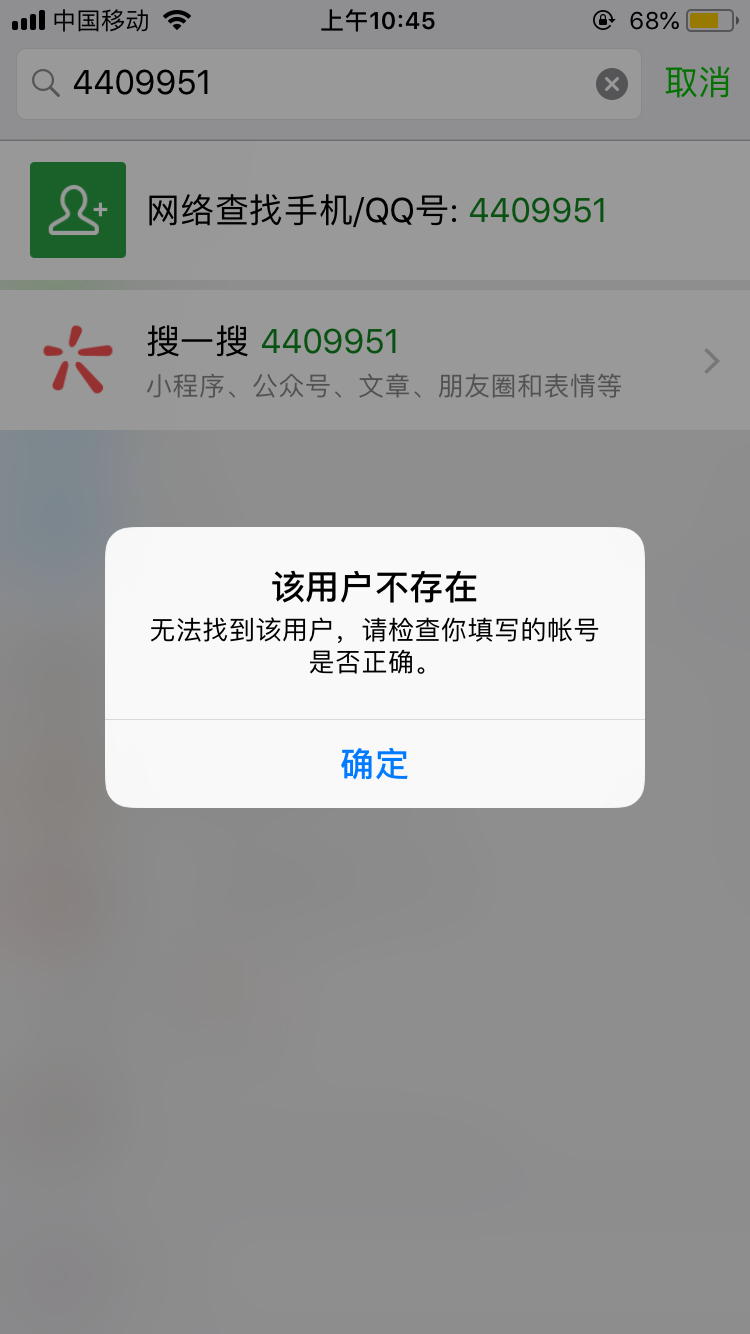 中国移动 上午10:45 68%
4409951 取消
网络查找手机/QQ号: 4409951
搜一搜 4409951
小程序、公众号、文章、朋友圈和表情等
该用户不存在
无法找到该用户，请检查你填写的帐号
是否正确。
确定